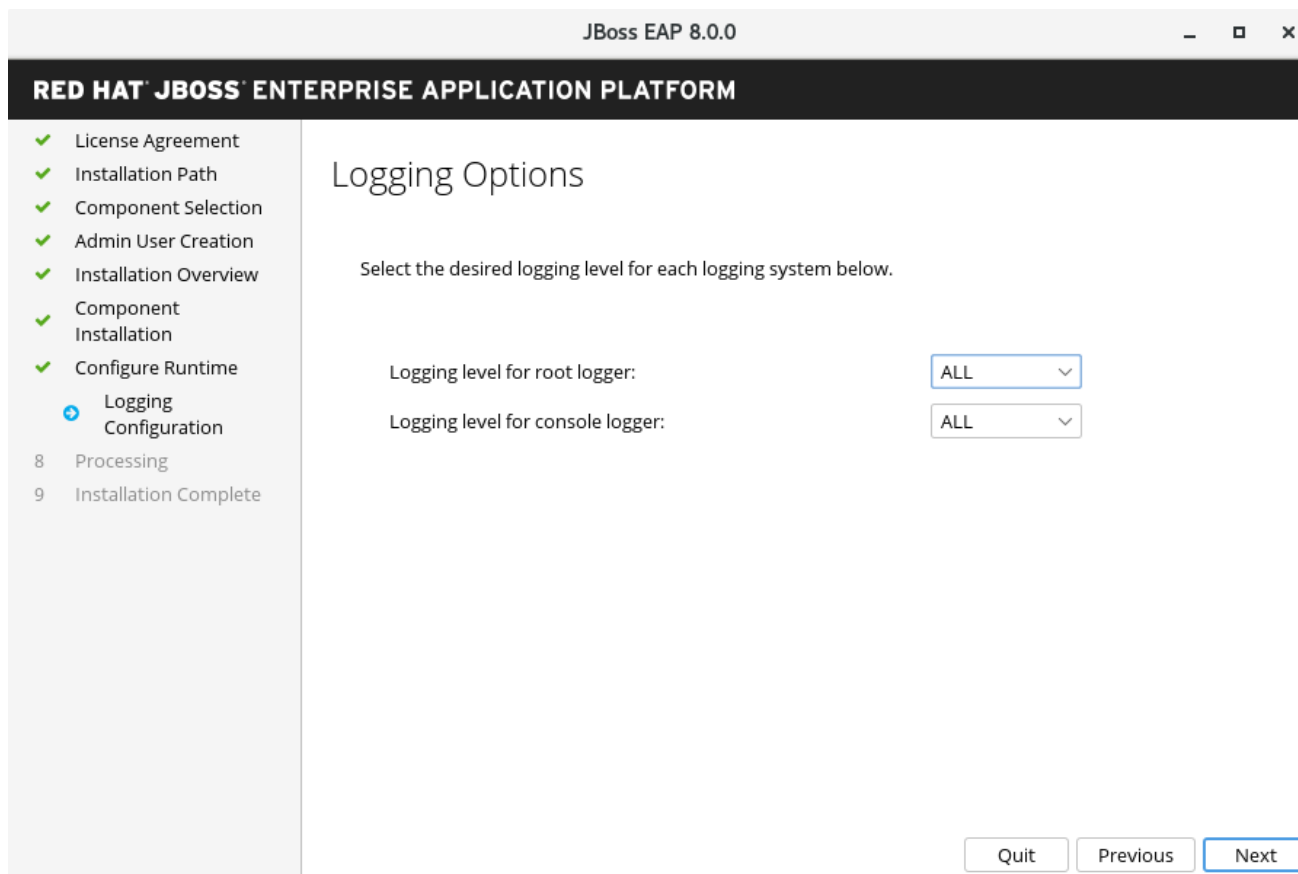 JBoss EAP 8.0.0
RED HAT® JBOSS® ENTERPRISE APPLICATION PLATFORM
License Agreement
Installation Path
Component Selection
Admin User Creation
Installation Overview
Component
Installation
Configure Runtime
Logging
Configuration
8 Processing
9 Installation Complete
Logging Options
Select the desired logging level for each logging system below.
Logging level for root logger: ALL
Logging level for console logger: ALL
Quit Previous Next